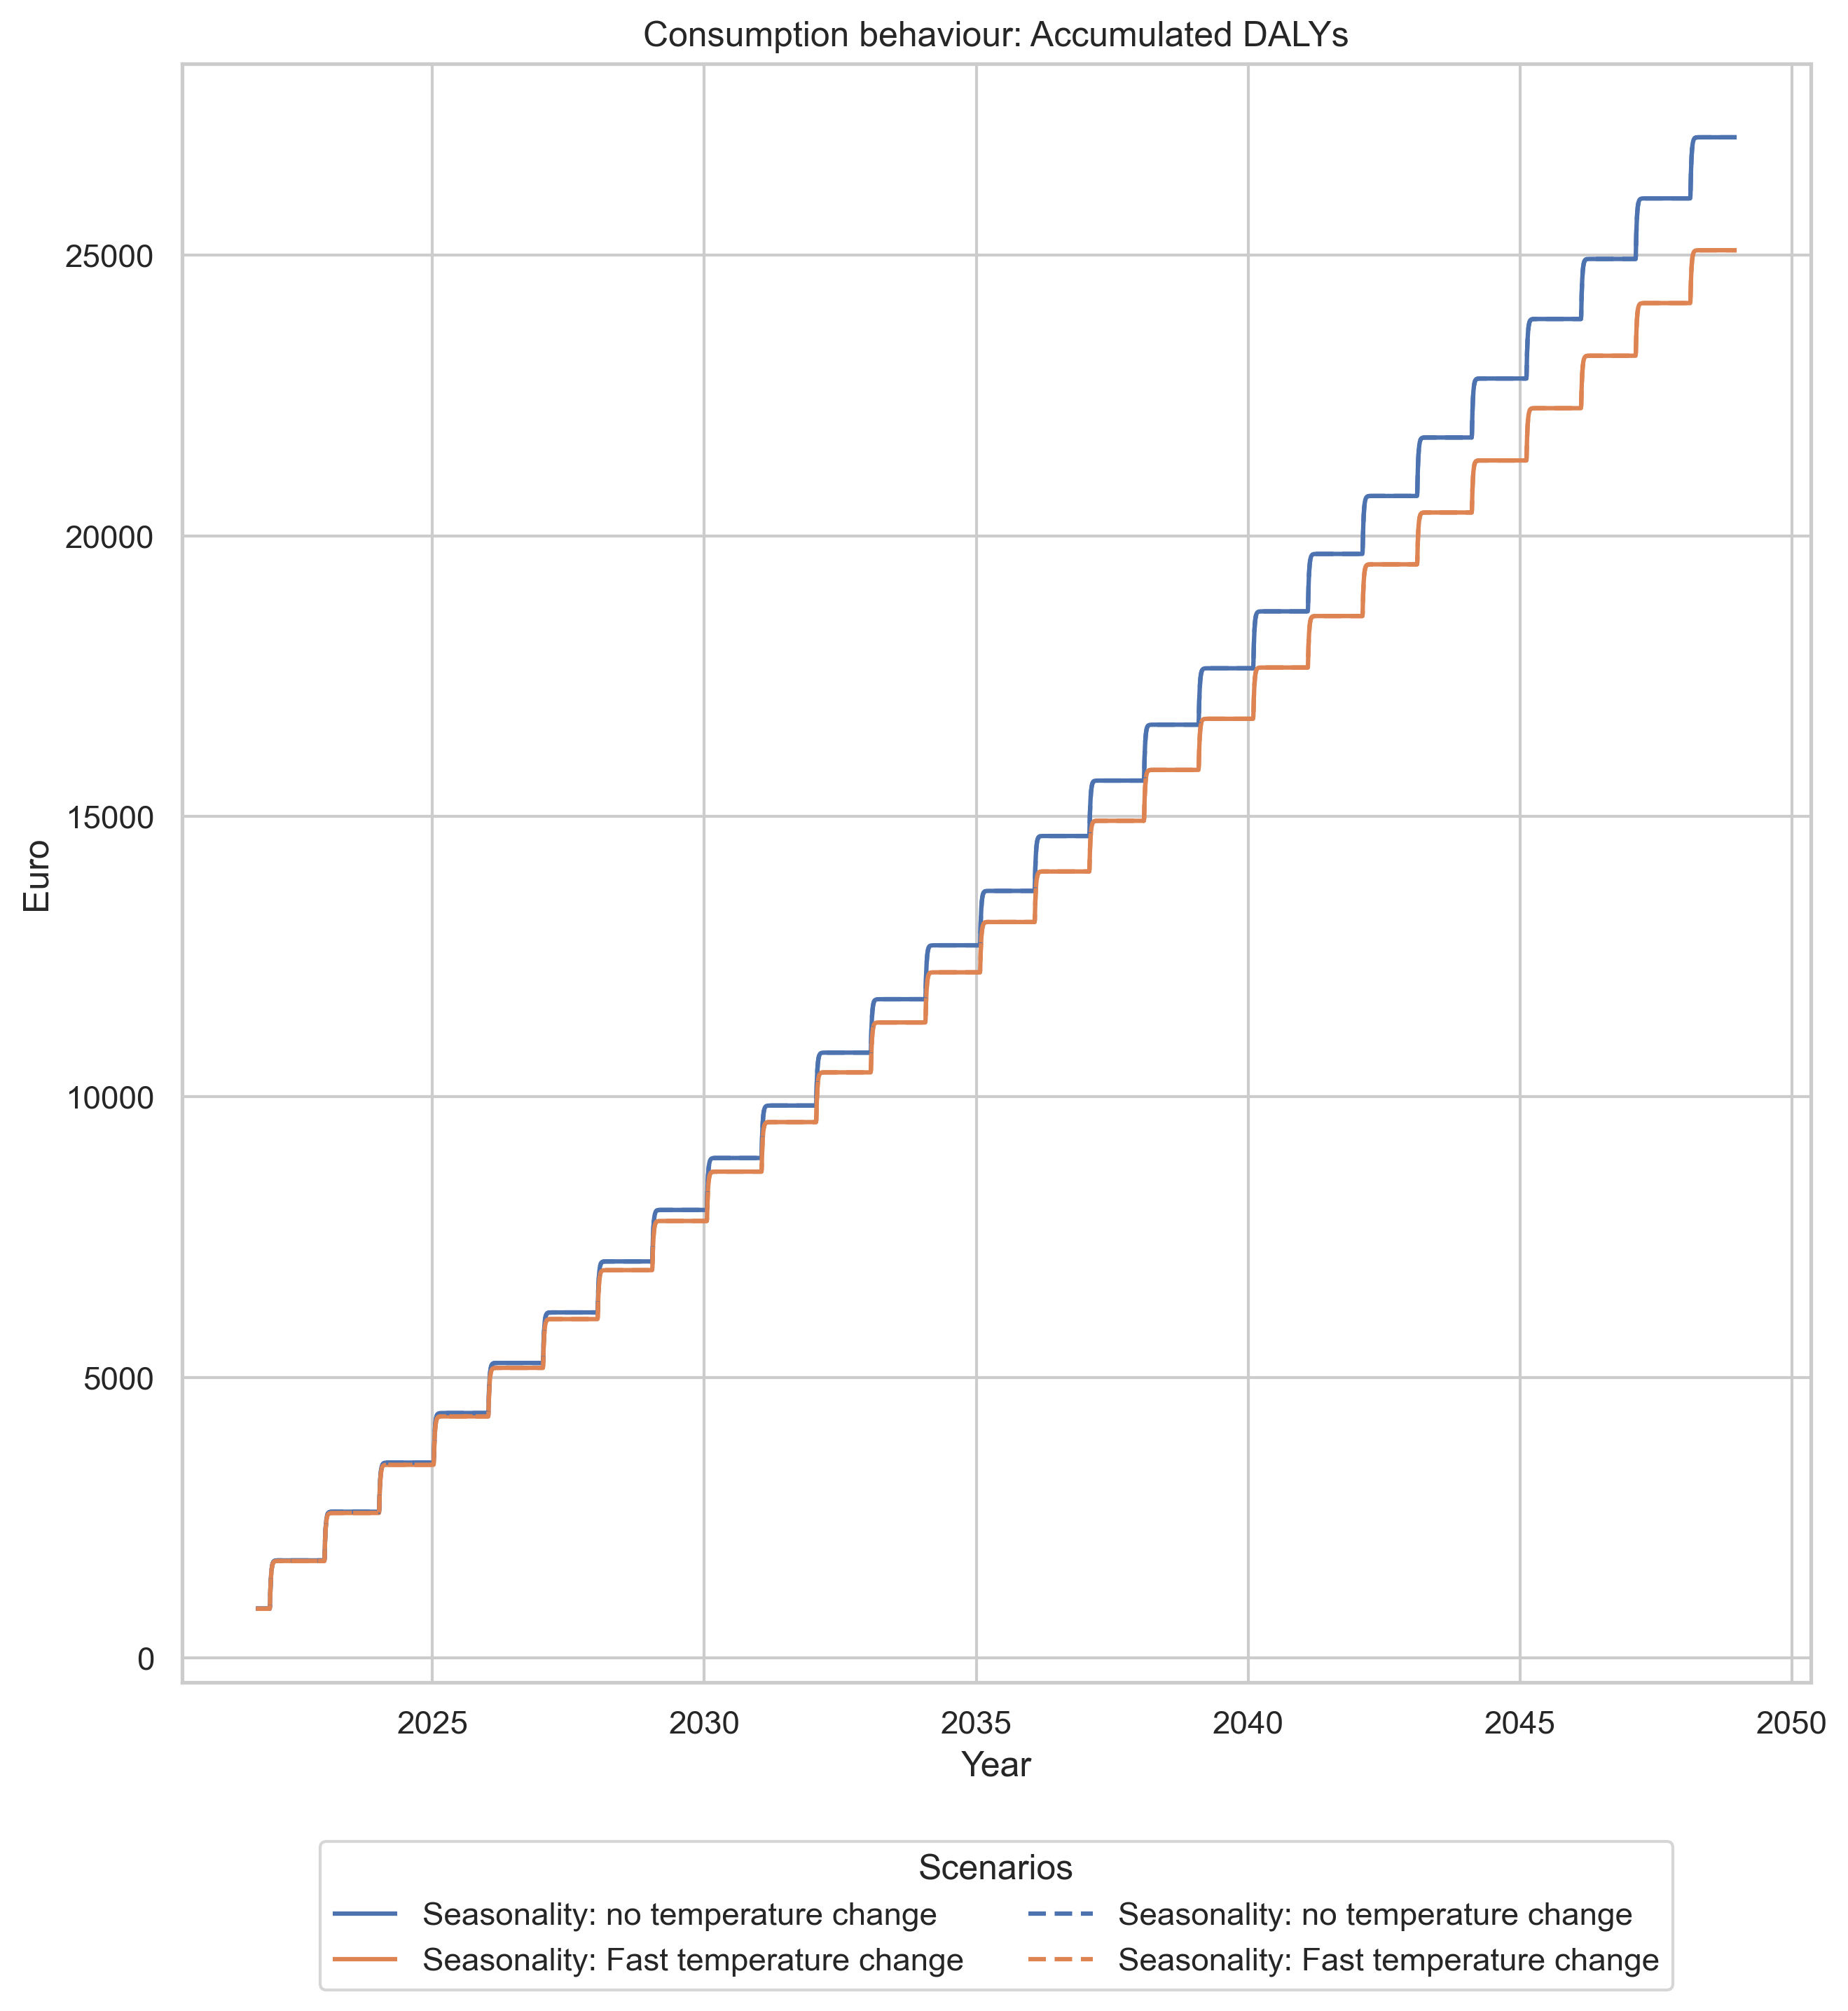 Consumption behaviour: Accumulated DALYs
25000
20000
15000
10000
5000
0
Euro
2025 2030 2035 2040 2045 2050
Year
Scenarios
Seasonality: no temperature change Seasonality: no temperature change
Seasonality: Fast temperature change Seasonality: Fast temperature change